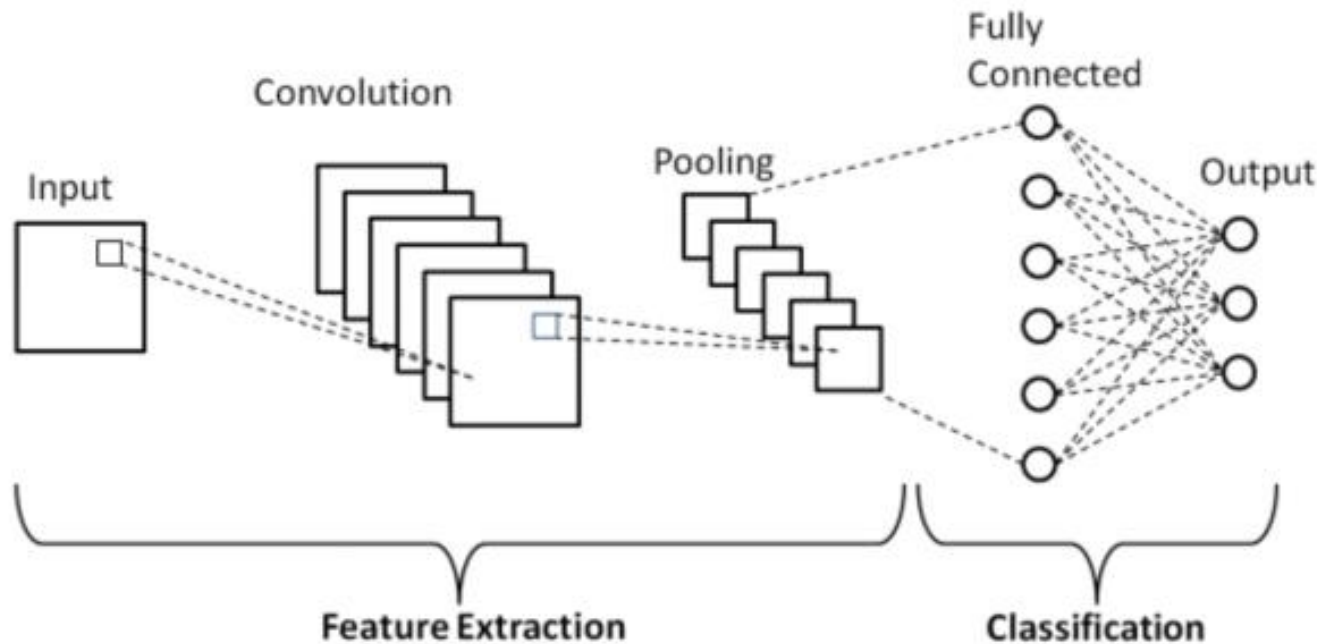 Input
Convolution
Pooling
Fully
Connected
Output
Feature Extraction
Classification